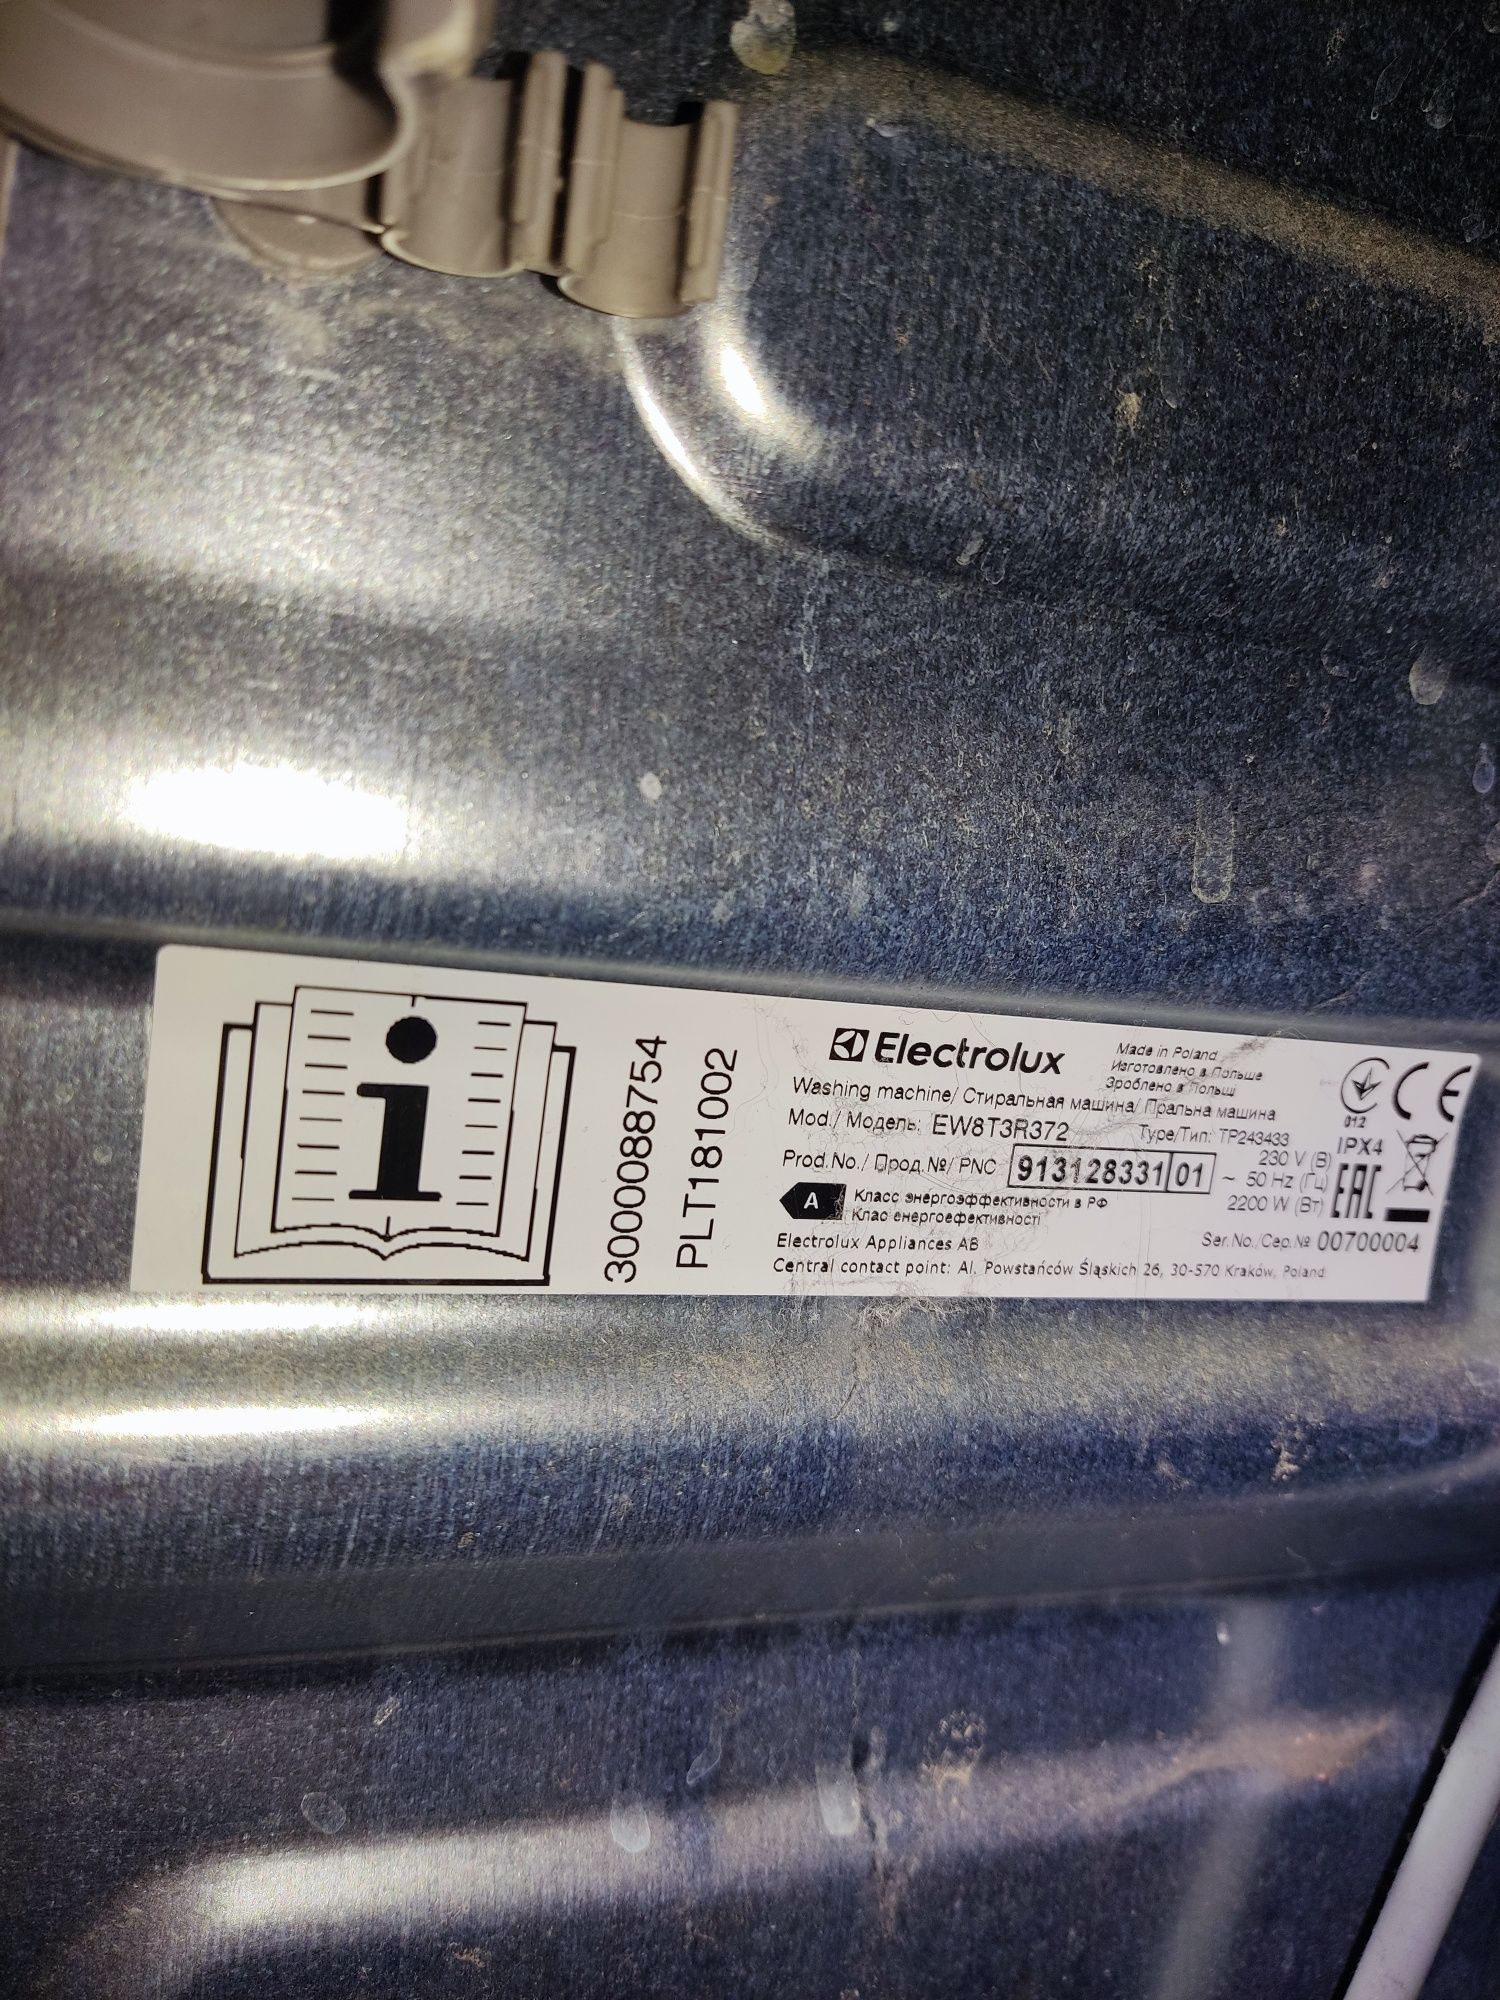 300088754
PLT181002
Electrolux
Made in Poland
Изготовлено в Польше
Зроблено в Польщі
Washing machine/ Стиральная машина/ Пральна машина
Mod./ Модель: EW8T3R372
Type/Тип: TP243433
Prod.No./ Прод.№/ PNC 913128331 01
230 V (В)
~ 50 Hz (Гц)
2200 W (Вт)
A
Класс энергоэффективности в РФ
Клас енергоефективності
Electrolux Appliances AB
Ser.No./Сер.№ 00700004
Central contact point: Al. Powstańców Śląskich 26, 30-570 Kraków, Poland
012
CE
IPX4
EAC